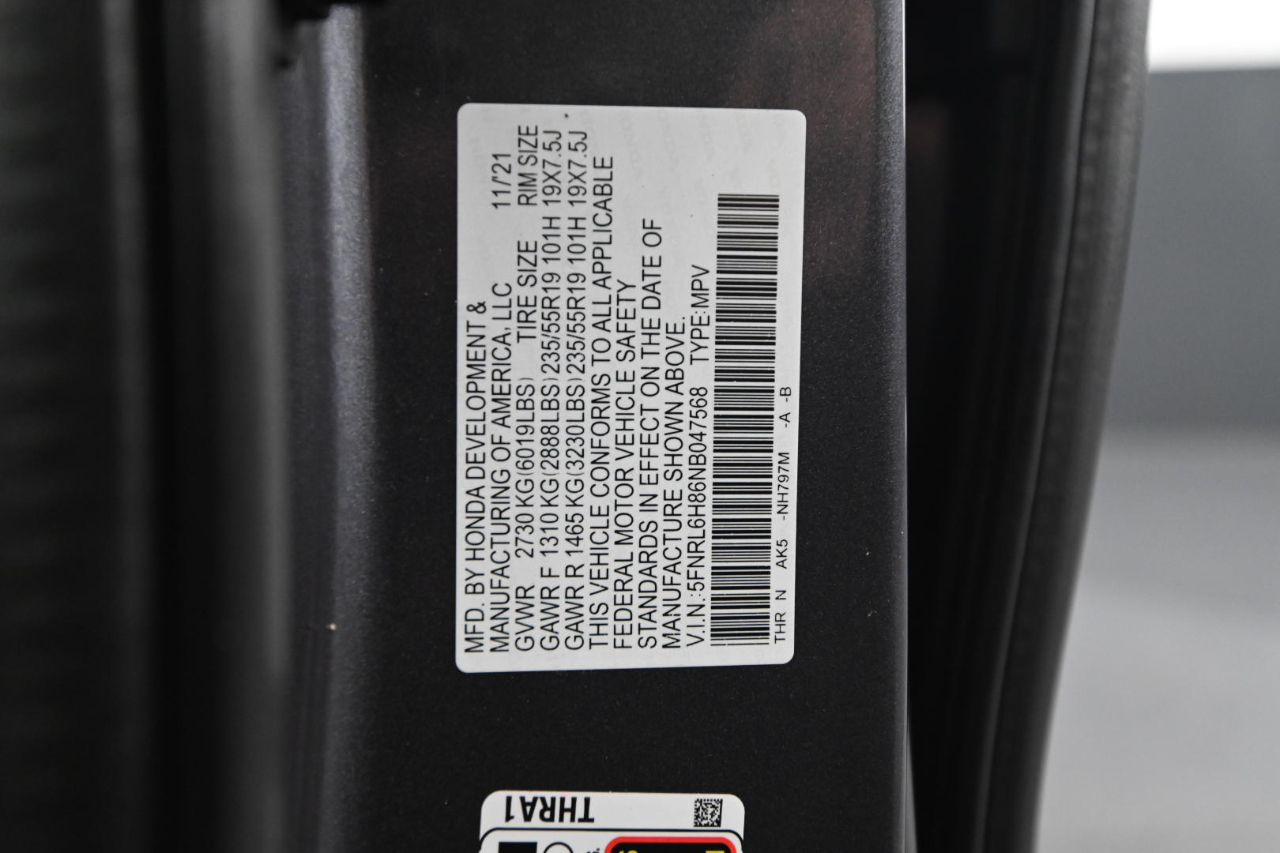 MFD. BY HONDA DEVELOPMENT &
MANUFACTURING OF AMERICA, LLC 11/'21
GVWR 2730 KG(6019LBS) TIRE SIZE RIM SIZE
GAWR F 1310 KG(2888LBS)235/55R19 101H 19X7.5J
GAWR R 1465 KG(3230LBS)235/55R19 101H 19X7.5J
THIS VEHICLE CONFORMS TO ALL APPLICABLE
FEDERAL MOTOR VEHICLE SAFETY
STANDARDS IN EFFECT ON THE DATE OF
MANUFACTURE SHOWN ABOVE.
V.I.N.:5FNRL6H86NB047568 TYPE:MPV
THR N AK5 -NH797M -A -B
THRA1